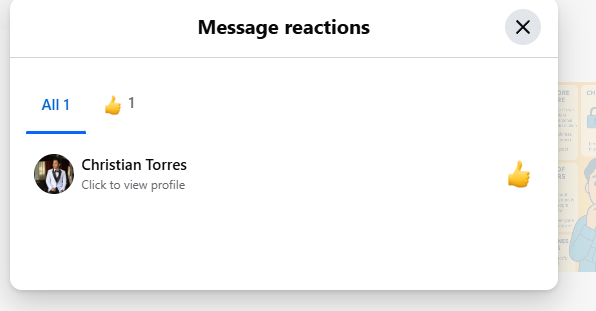 Message reactions
All 1
1
Christian Torres
Click to view profile